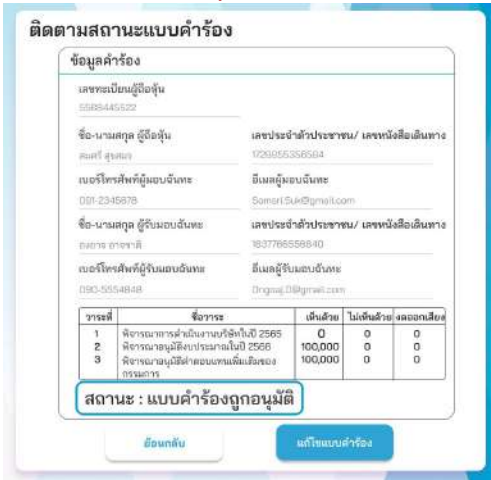 ติดตามสถานะแบบคำร้อง
ข้อมูลคำร้อง
เลขทะเบียนผู้ถือหุ้น
5588445522
ชื่อ-นามสกุล ผู้ถือหุ้น เลขประจำตัวประชาชน/ เลขหนังสือเดินทาง
สมศรี สุขสมร 1729955356564
เบอร์โทรศัพท์ผู้มอบฉันทะ อีเมลผู้มอบฉันทะ
091-2345678 Somsri.Suk@gmail.com
ชื่อ-นามสกุล ผู้รับมอบฉันทะ เลขประจำตัวประชาชน/ เลขหนังสือเดินทาง
องอาจ อาจชาติ 1837766556840
เบอร์โทรศัพท์ผู้รับมอบฉันทะ อีเมลผู้รับมอบฉันทะ
090-5554848 Ongnaj.O@gmail.com
วาระที่ ชื่อวาระ เห็นด้วย ไม่เห็นด้วย งดออกเสียง
1 พิจารณาการดำเนินงานบริษัทในปี 2565 0 0 0
2 พิจารณาอนุมัติงบประมาณในปี 2566 100,000 0 0
3 พิจารณาอนุมัติค่าตอบแทนเพิ่มเติมของ 100,000 0 0
กรรมการ
สถานะ : แบบคำร้องถูกอนุมัติ
ย้อนกลับ แก้ไขแบบคำร้อง